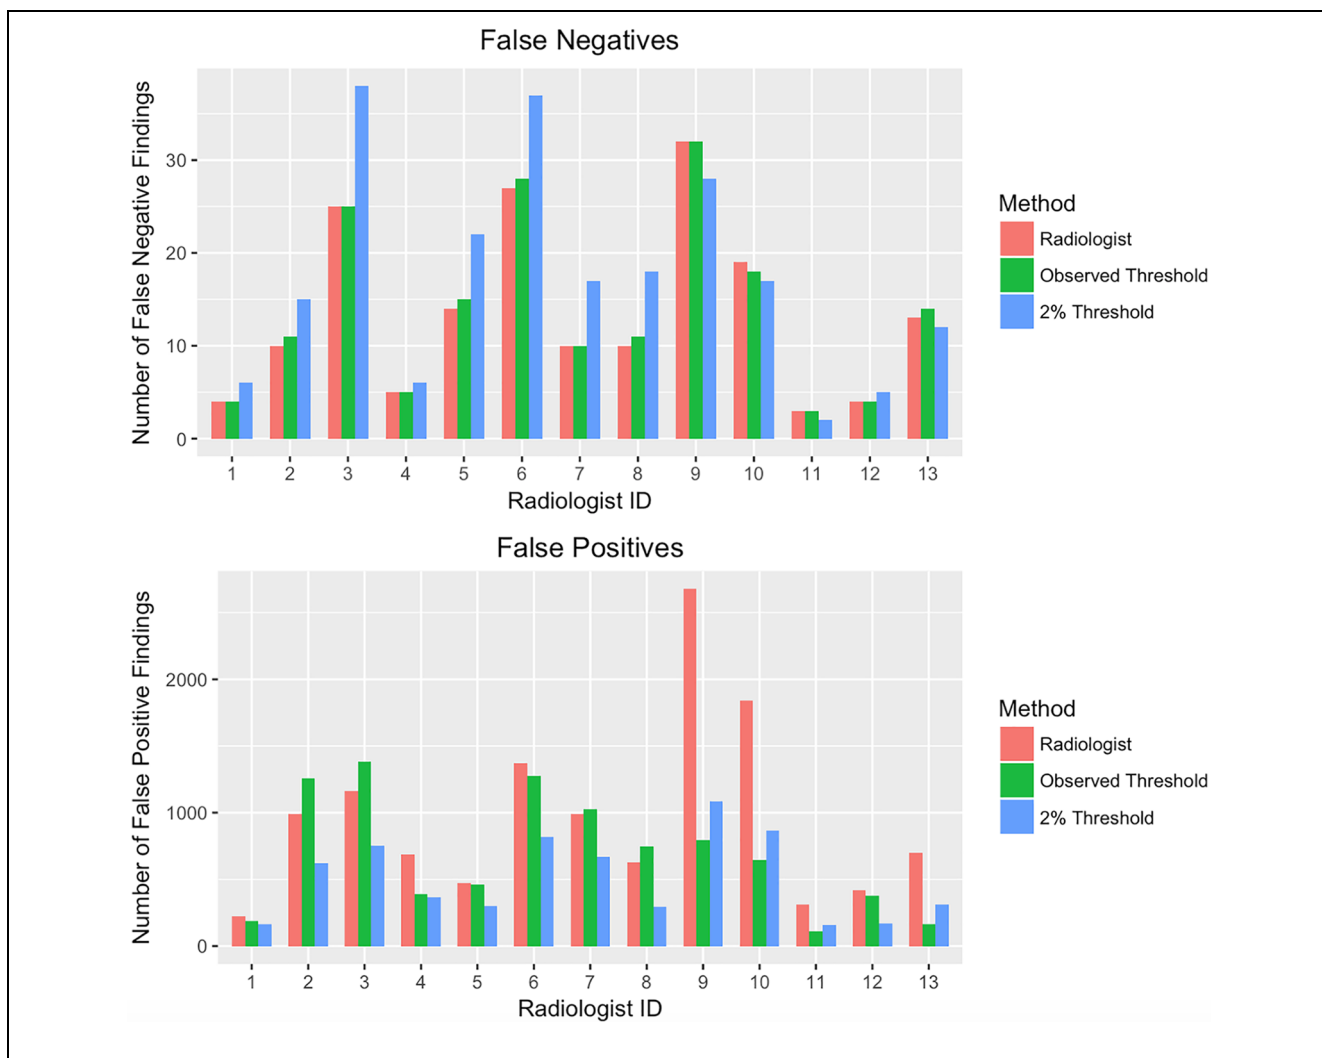 False Negatives
Number of False Negative Findings
30
20
10
0
1 2 3 4 5 6 7 8 9 10 11 12 13
Radiologist ID
Method
Radiologist
Observed Threshold
2% Threshold
False Positives
Number of False Positive Findings
2000
1000
0
1 2 3 4 5 6 7 8 9 10 11 12 13
Radiologist ID
Method
Radiologist
Observed Threshold
2% Threshold